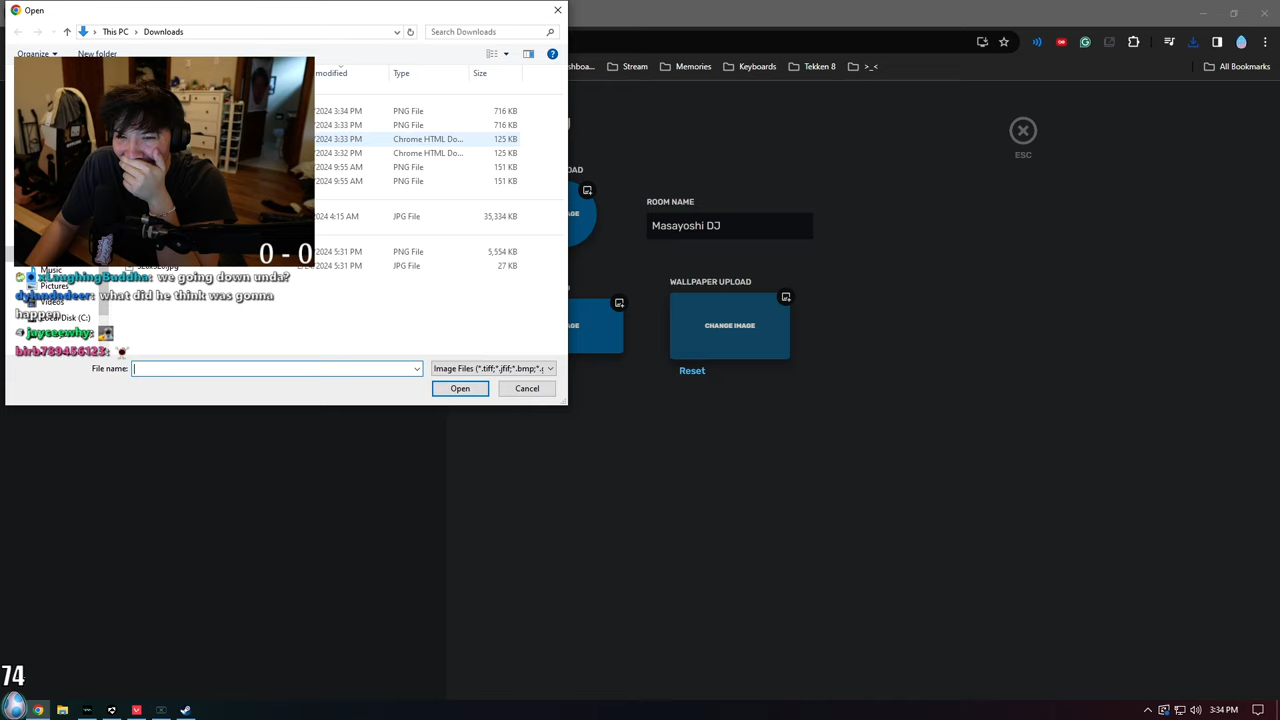 Open
This PC
Downloads
Search Downloads
Organize
New folder
modified
Type
Size
/2024 3:34 PM PNG File 716 KB
/2024 3:33 PM PNG File 716 KB
/2024 3:33 PM Chrome HTML Do... 125 KB
/2024 3:32 PM Chrome HTML Do... 125 KB
/2024 9:55 AM PNG File 151 KB
/2024 9:55 AM PNG File 151 KB
2024 4:15 AM JPG File 35,334 KB
2024 5:31 PM PNG File 5,554 KB
2024 5:31 PM JPG File 27 KB
0 - 0
Music
Pictures
Videos
Local Disk (C:)
xLaughingBuddha: we going down unda?
dylandadeer: what did he think was gonna
happen
jayceewhy:
birb789456123:
File name:
Image Files (*.tiff;*.jfif;*.bmp;*.g
Open
Cancel
Stream
Memories
Keyboards
Tekken 8
>_<
All Bookmarks
ESC
ROOM NAME
Masayoshi DJ
WALLPAPER UPLOAD
CHANGE IMAGE
Reset
74
3:34 PM